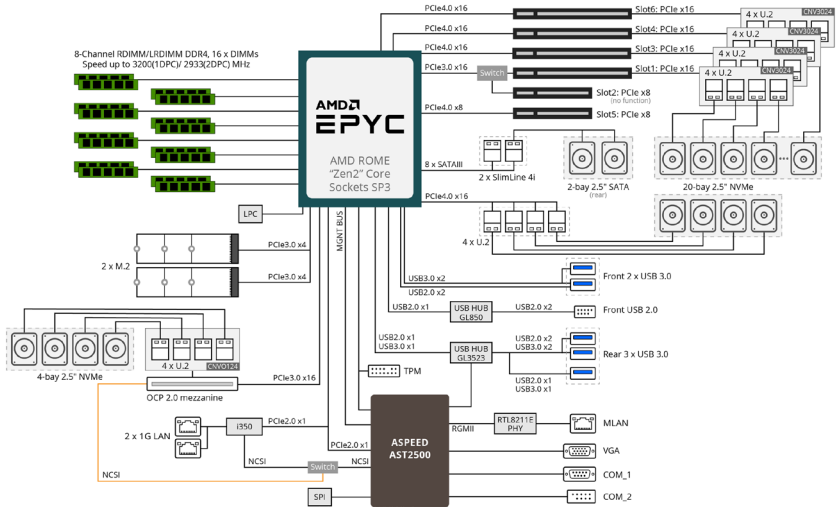 PCIe4.0 x16
Slot6: PCIe x16
4 x U.2
CNV3024
PCIe4.0 x16
Slot4: PCIe x16
4 x U.2
CNV3024
PCIe4.0 x16
Slot3: PCIe x16
4 x U.2
CNV3024
PCIe3.0 x16
Switch
Slot1: PCIe x16
4 x U.2
CNV3024
8-Channel RDIMM/LRDIMM DDR4, 16 x DIMMs
Speed up to 3200(1DPC)/ 2933(2DPC) MHz
Slot2: PCIe x8
(no function)
PCIe4.0 x8
Slot5: PCIe x8
AMD
EPYC
AMD ROME
"Zen2" Core
Sockets SP3
8 x SATAIII
2 x SlimLine 4i
2-bay 2.5" SATA
(rear)
20-bay 2.5" NVMe
PCIe4.0 x16
4 x U.2
LPC
MGNT BUS
2 x M.2
PCIe3.0 x4
PCIe3.0 x4
USB3.0 x2
USB2.0 x2
Front 2 x USB 3.0
USB2.0 x1
USB HUB
GL850
USB2.0 x2
Front USB 2.0
USB2.0 x1
USB3.0 x1
USB HUB
GL3523
USB2.0 x2
USB3.0 x2
Rear 3 x USB 3.0
USB2.0 x1
USB3.0 x1
4 x U.2
CNVO124
4-bay 2.5" NVMe
PCIe3.0 x16
OCP 2.0 mezzanine
TPM
2 x 1G LAN
i350
PCIe2.0 x1
PCIe2.0 x1
NCSI
NCSI
Switch
NCSI
SPI
ASPEED
AST2500
RGMII
RTL8211E
PHY
MLAN
VGA
COM_1
COM_2